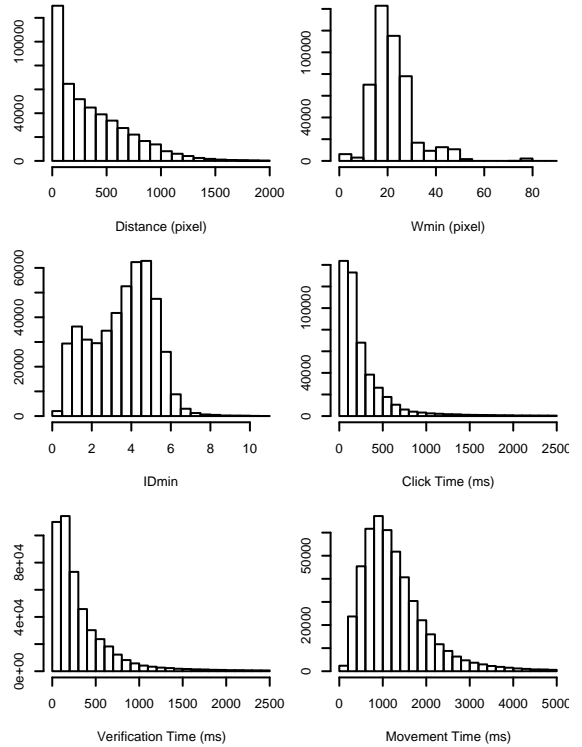 0 40000 100000
0 500 1000 1500 2000
Distance (pixel)
0 40000 100000
0 20 40 60 80
Wmin (pixel)
0 20000 40000 60000
0 2 4 6 8 10
IDmin
0 40000 100000
0 500 1000 1500 2000 2500
Click Time (ms)
0e+00 4e+04 8e+04
0 500 1000 1500 2000 2500
Verification Time (ms)
0 20000 50000
0 1000 2000 3000 4000 5000
Movement Time (ms)